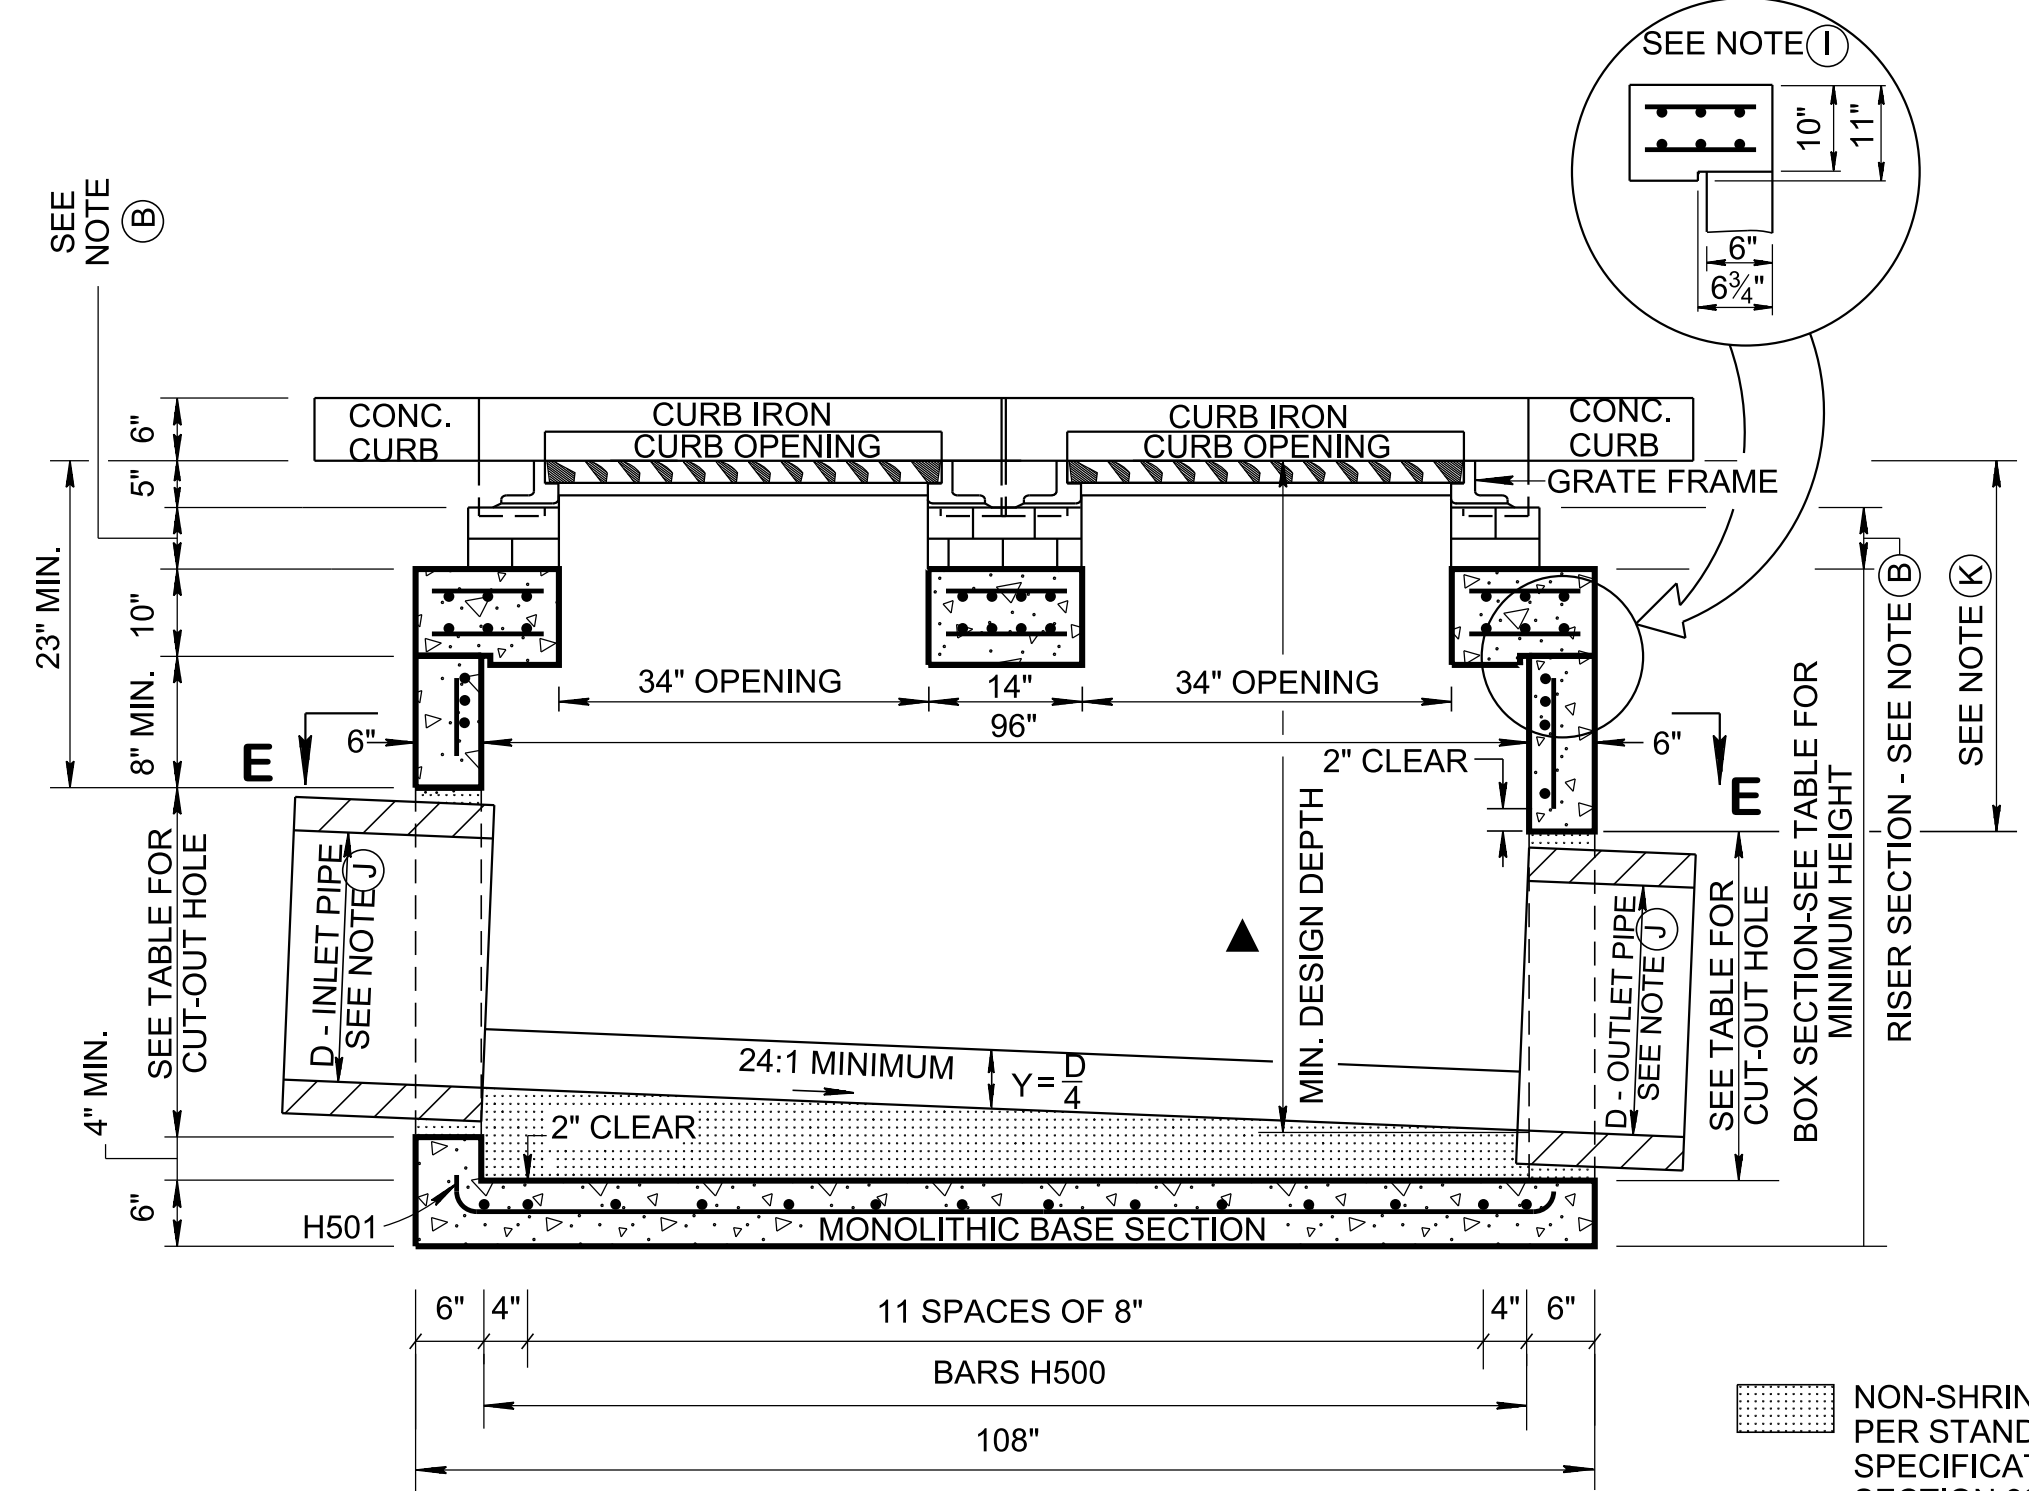 SEE NOTE I
10"
11"
6"
6¾"
SEE
NOTE B
CONC.
CURB
CURB IRON
CURB OPENING
CURB IRON
CURB OPENING
CONC.
CURB
GRATE FRAME
6"
5"
10"
8" MIN.
23" MIN.
34" OPENING
14"
34" OPENING
96"
6"
6"
E
E
2" CLEAR
MIN. DESIGN DEPTH
SEE TABLE FOR
CUT-OUT HOLE
D - INLET PIPE
SEE NOTE J
D - OUTLET PIPE
SEE NOTE J
SEE TABLE FOR
CUT-OUT HOLE
BOX SECTION-SEE TABLE FOR
MINIMUM HEIGHT
RISER SECTION - SEE NOTE B
SEE NOTE K
24:1 MINIMUM
Y = D
4
2" CLEAR
4" MIN.
6"
H501
MONOLITHIC BASE SECTION
6"
4"
11 SPACES OF 8"
4"
6"
BARS H500
108"
NON-SHRIN
PER STAND
SPECIFICAT